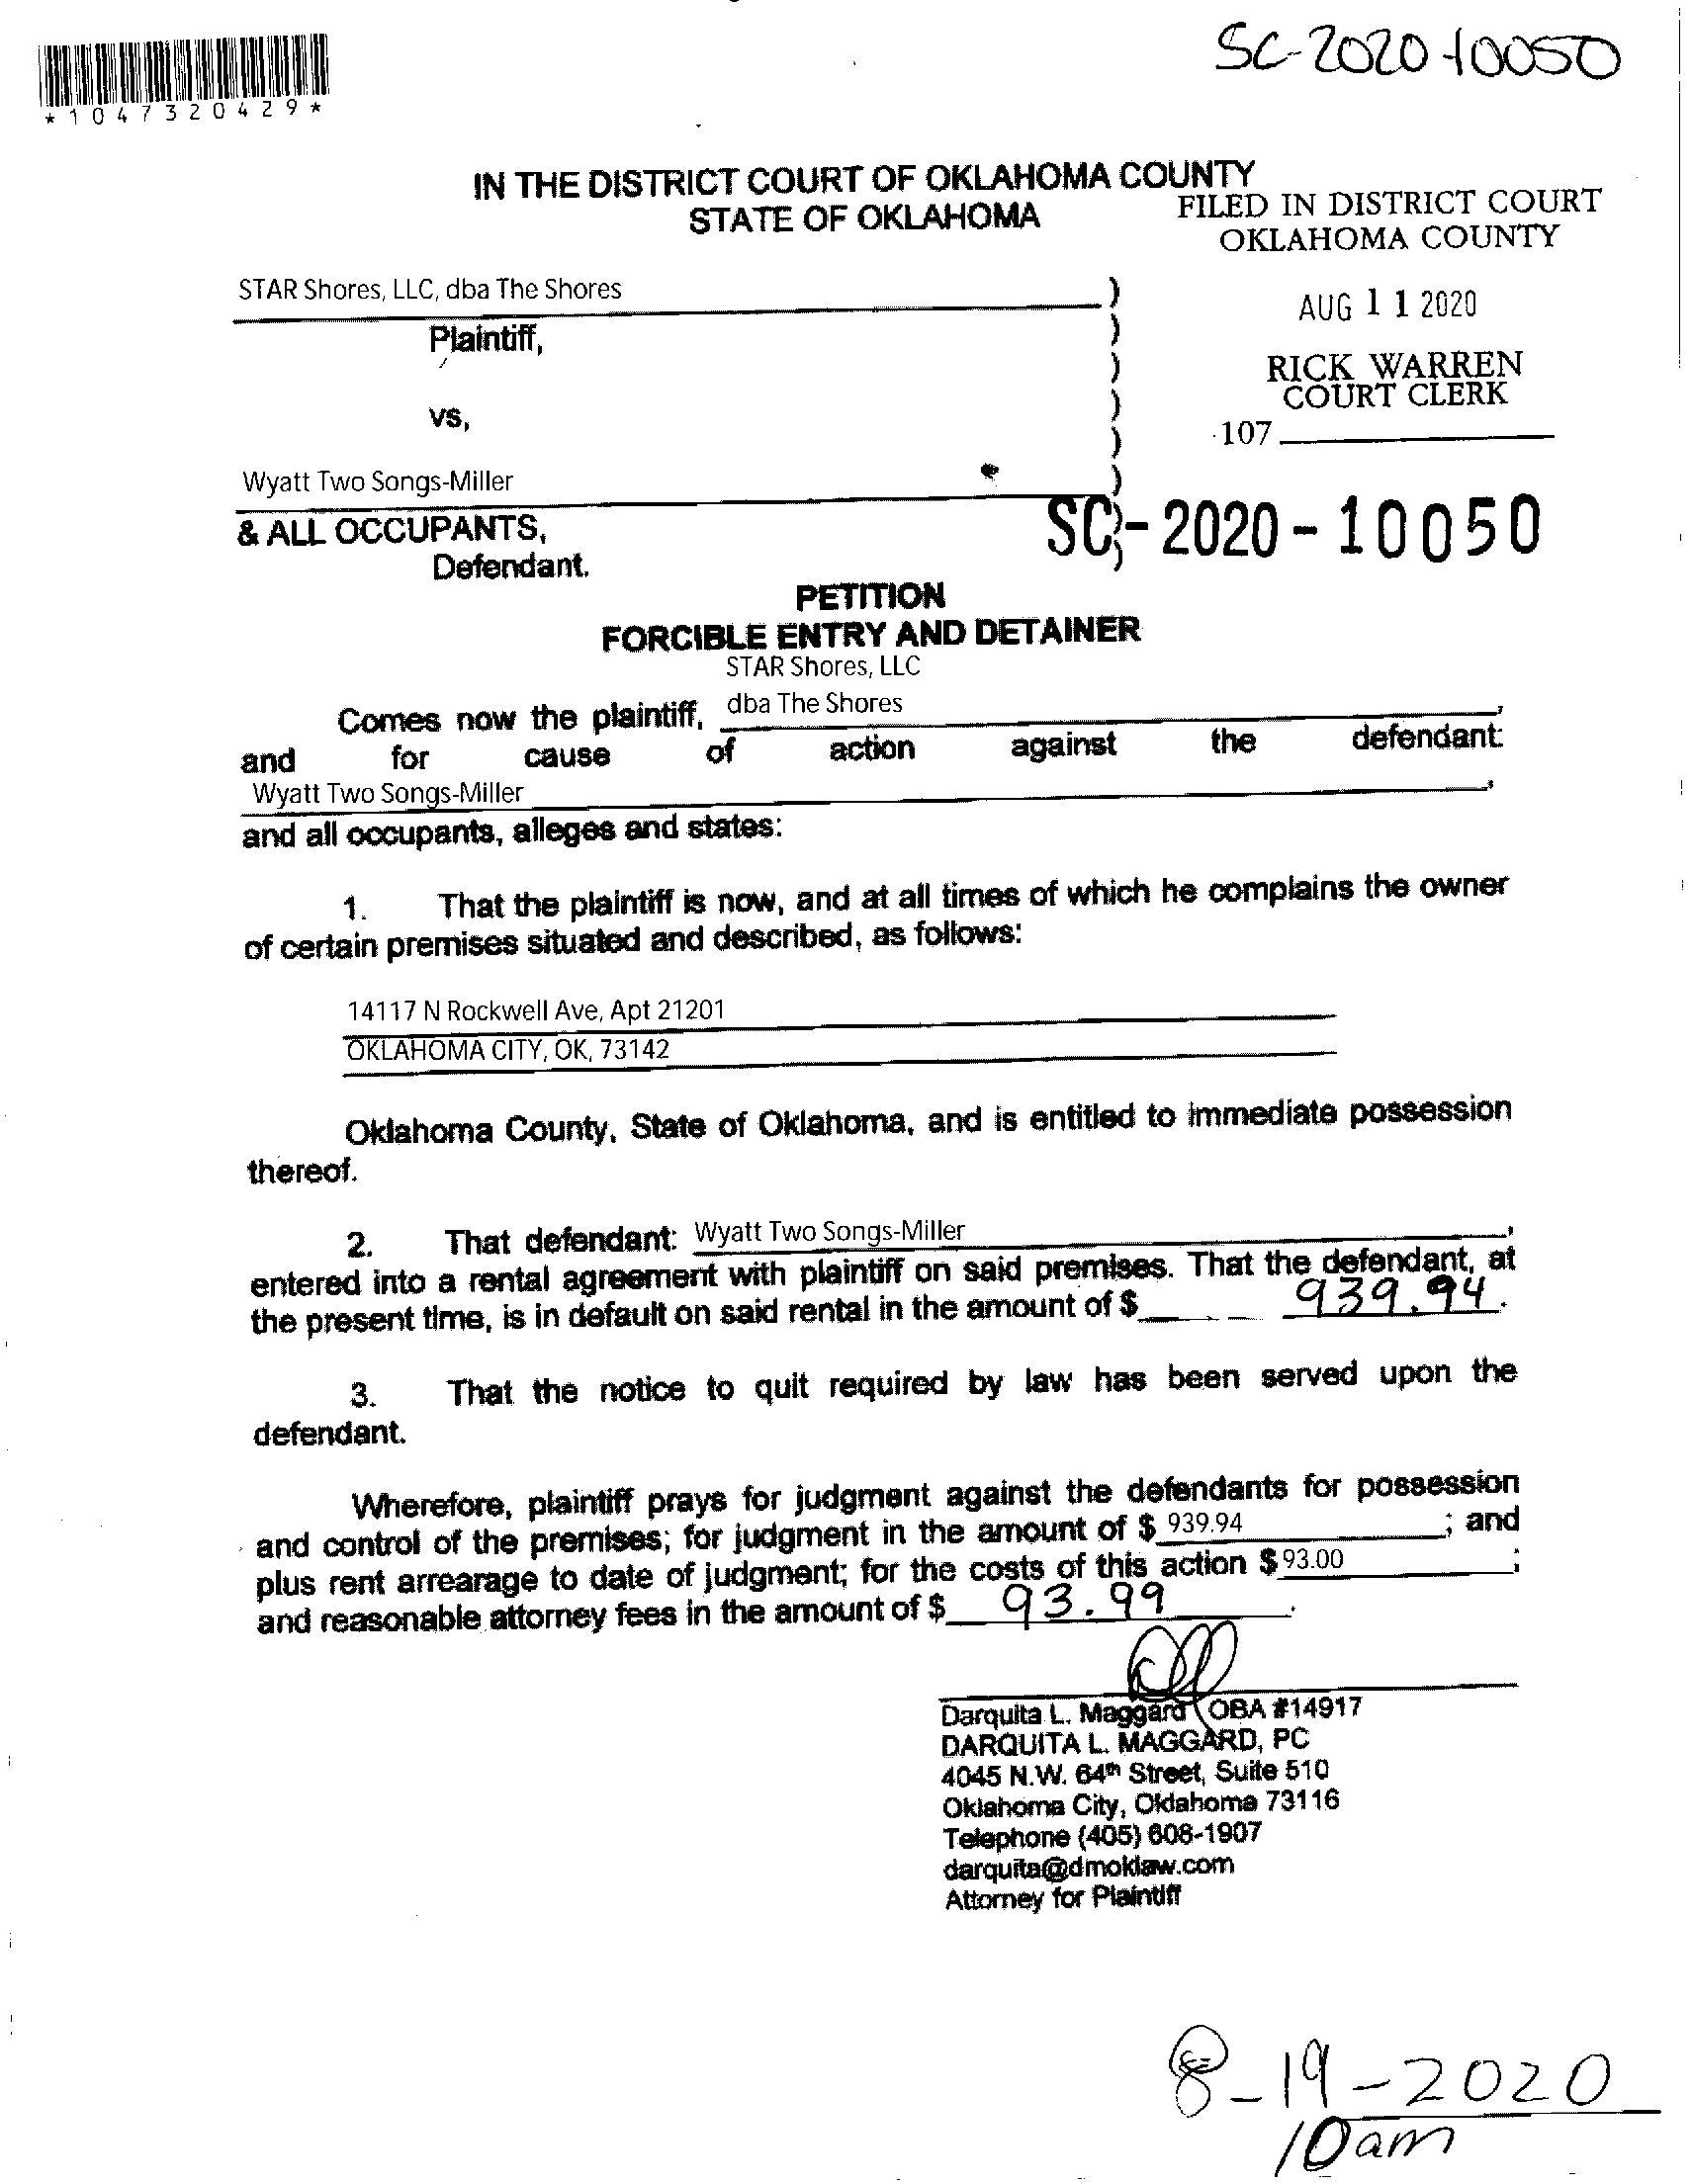 SC-2020-10050
*1047320429*
IN THE DISTRICT COURT OF OKLAHOMA COUNTY
STATE OF OKLAHOMA
FILED IN DISTRICT COURT
OKLAHOMA COUNTY
STAR Shores, LLC, dba The Shores )
AUG 11 2020
Plaintiff, )
)
RICK WARREN
COURT CLERK
vs, )
)
107
Wyatt Two Songs-Miller )
& ALL OCCUPANTS,
SC-2020-10050
Defendant. )
PETITION
FORCIBLE ENTRY AND DETAINER
STAR Shores, LLC
Comes now the plaintiff, dba The Shores,
and for cause of action against the defendant:
Wyatt Two Songs-Miller,
and all occupants, alleges and states:
1. That the plaintiff is now, and at all times of which he complains the owner
of certain premises situated and described, as follows:
14117 N Rockwell Ave, Apt 21201
OKLAHOMA CITY, OK, 73142
Oklahoma County, State of Oklahoma, and is entitled to immediate possession
thereof.
2. That defendant: Wyatt Two Songs-Miller,
entered into a rental agreement with plaintiff on said premises. That the defendant, at
the present time, is in default on said rental in the amount of $ 939.94.
3. That the notice to quit required by law has been served upon the
defendant.
Wherefore, plaintiff prays for judgment against the defendants for possession
and control of the premises; for judgment in the amount of $ 939.94; and
plus rent arrearage to date of judgment; for the costs of this action $ 93.00;
and reasonable attorney fees in the amount of $ 93.99.
Darquita L. Maggard OBA #14917
DARQUITA L. MAGGARD, PC
4045 N.W. 64th Street, Suite 510
Oklahoma City, Oklahoma 73116
Telephone (405) 608-1907
darquita@dmoklaw.com
Attorney for Plaintiff
8-19-2020
10am